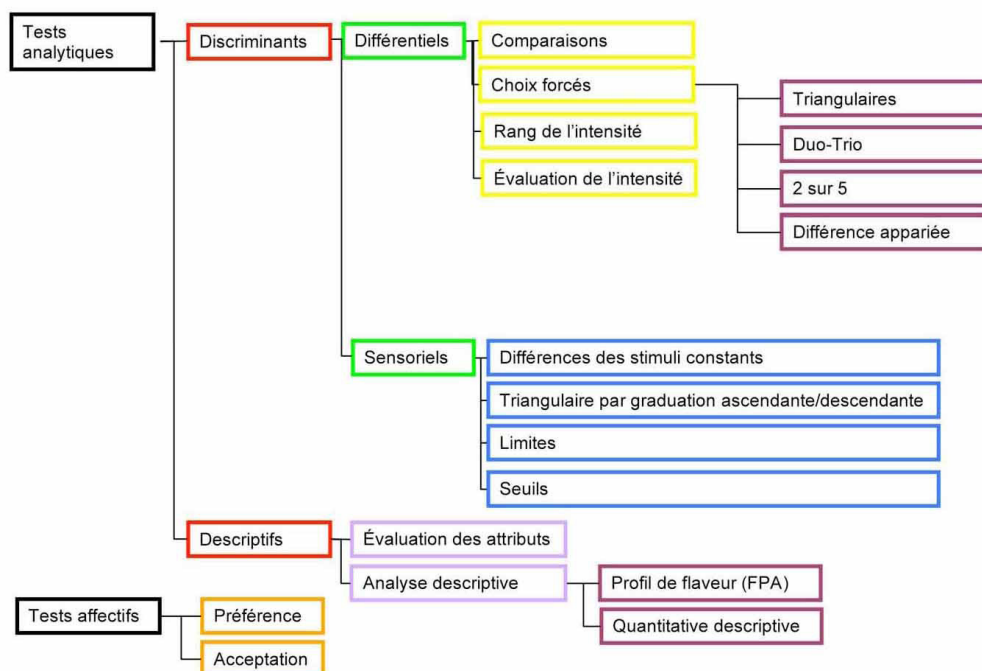 Tests
analytiques
Discriminants
Différentiels
Comparaisons
Choix forcés
Rang de l'intensité
Évaluation de l'intensité
Triangulaires
Duo-Trio
2 sur 5
Différence appariée
Sensoriels
Différences des stimuli constants
Triangulaire par graduation ascendante/descendante
Limites
Seuils
Descriptifs
Évaluation des attributs
Analyse descriptive
Profil de flaveur (FPA)
Quantitative descriptive
Tests affectifs
Préférence
Acceptation